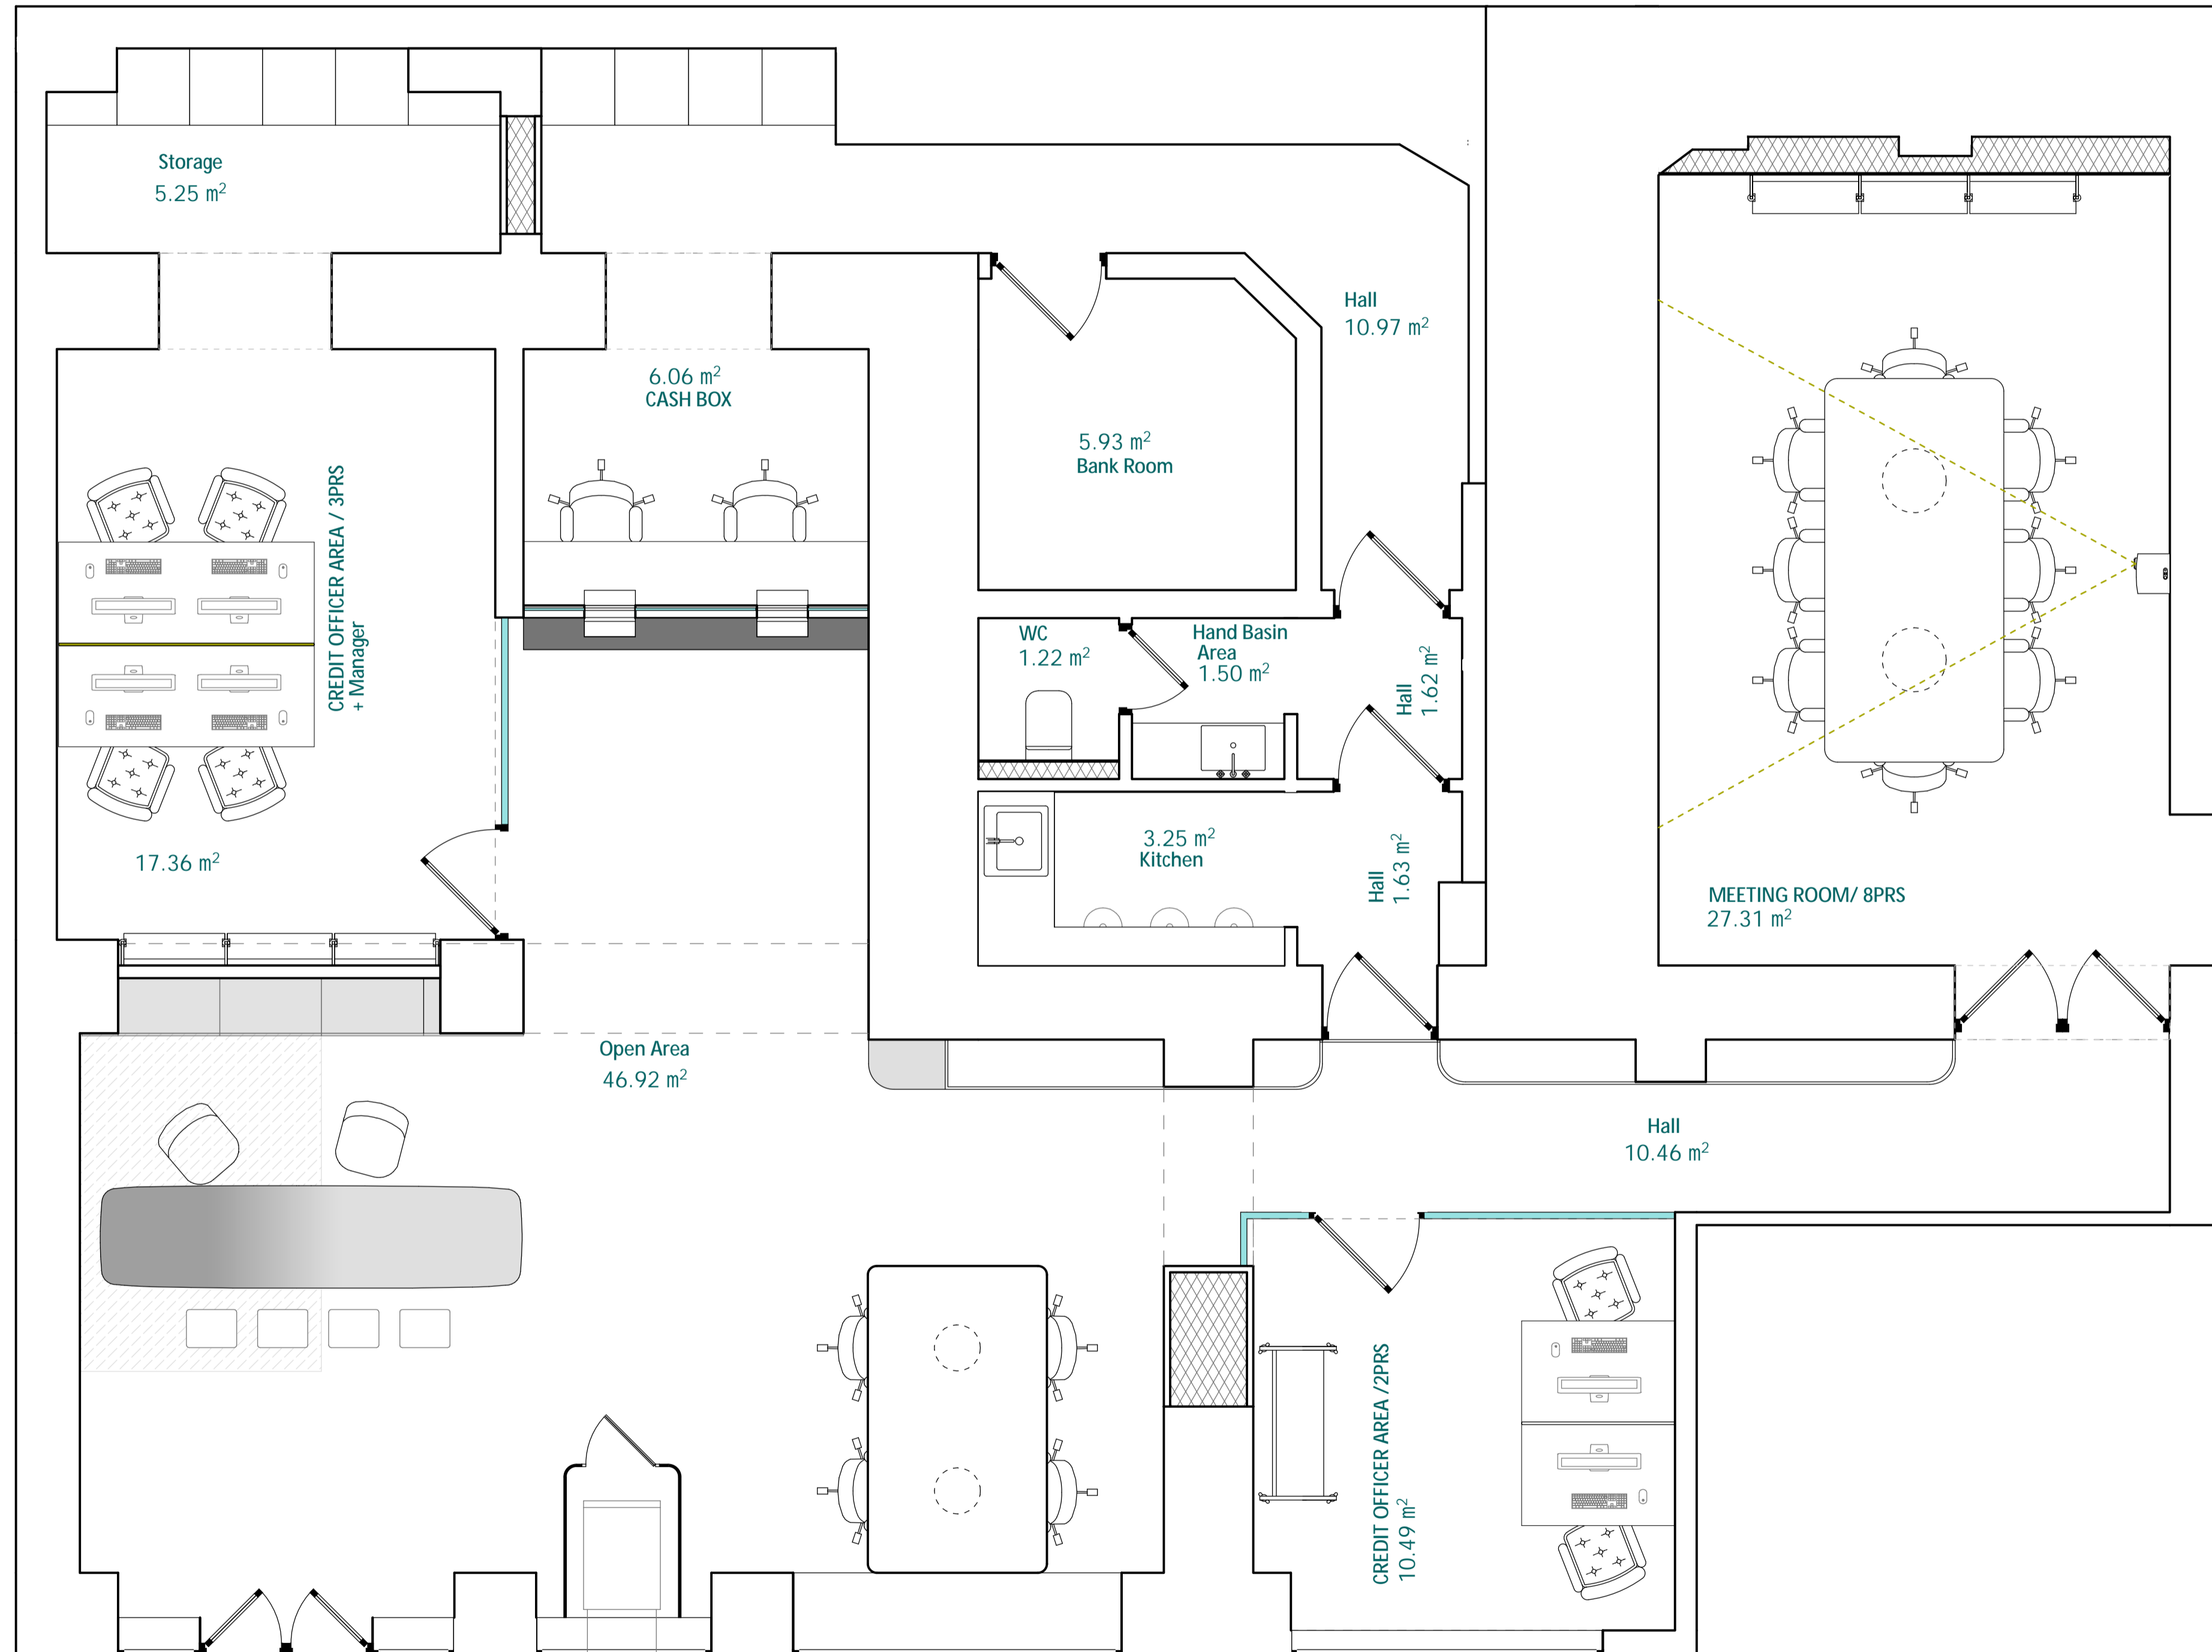 Storage
5.25 m²
Hall
10.97 m²
6.06 m²
CASH BOX
5.93 m²
Bank Room
CREDIT OFFICER AREA / 3PRS
+ Manager
17.36 m²
WC
1.22 m²
Hand Basin
Area
1.50 m²
Hall
1.62 m²
3.25 m²
Kitchen
Hall
1.63 m²
MEETING ROOM/ 8PRS
27.31 m²
Open Area
46.92 m²
Hall
10.46 m²
CREDIT OFFICER AREA /2PRS
10.49 m²